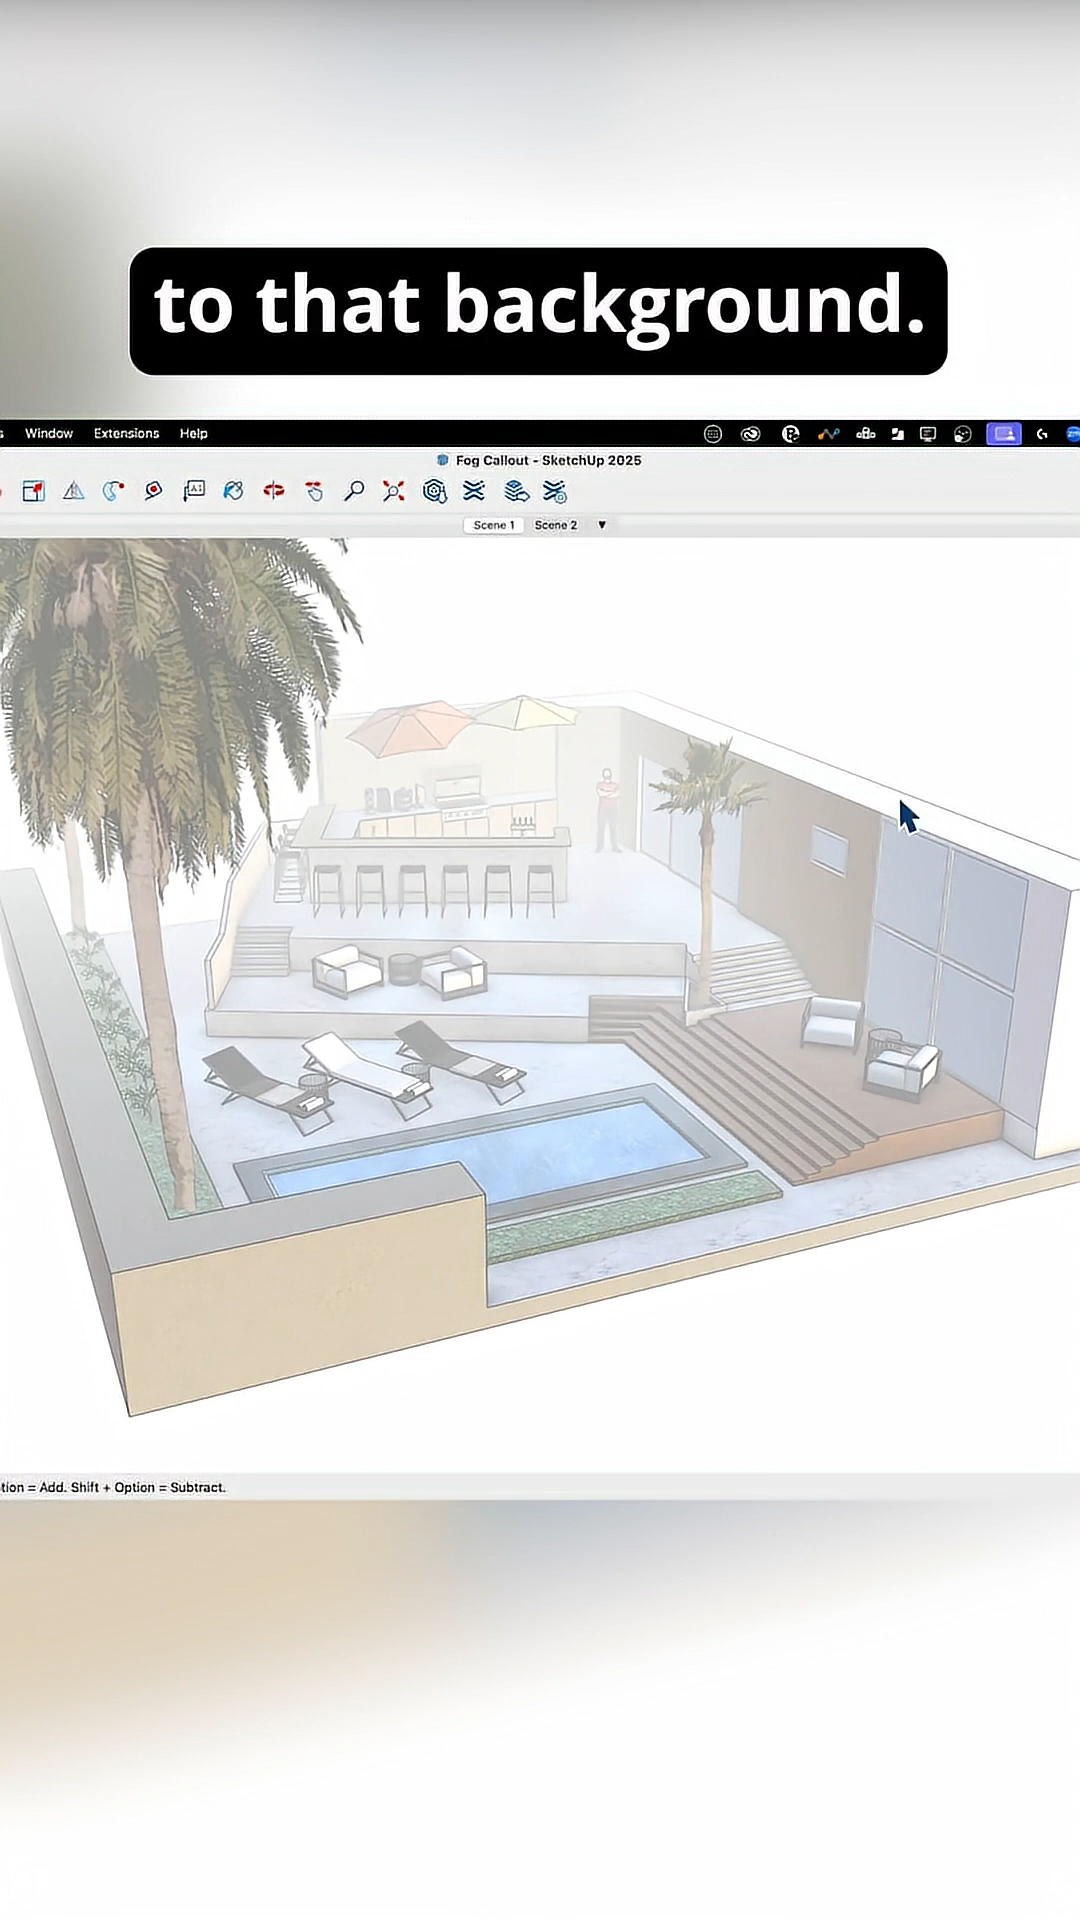 to that background.
Window Extensions Help
Fog Callout - SketchUp 2025
Scene 1 Scene 2
tion = Add. Shift + Option = Subtract.